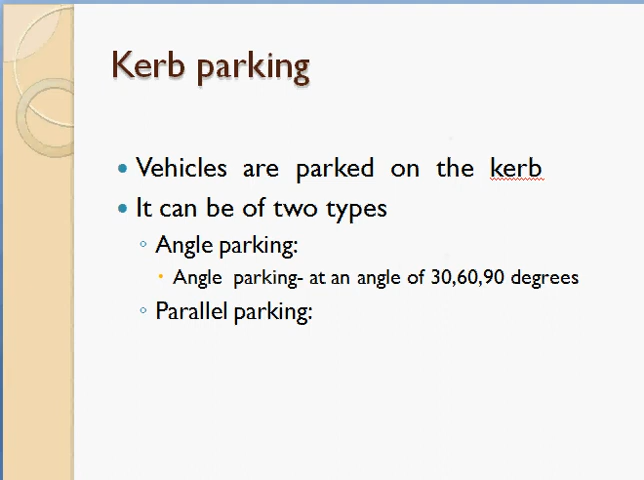 Kerb parking
Vehicles are parked on the kerb
It can be of two types
Angle parking:
Angle parking- at an angle of 30,60,90 degrees
Parallel parking: